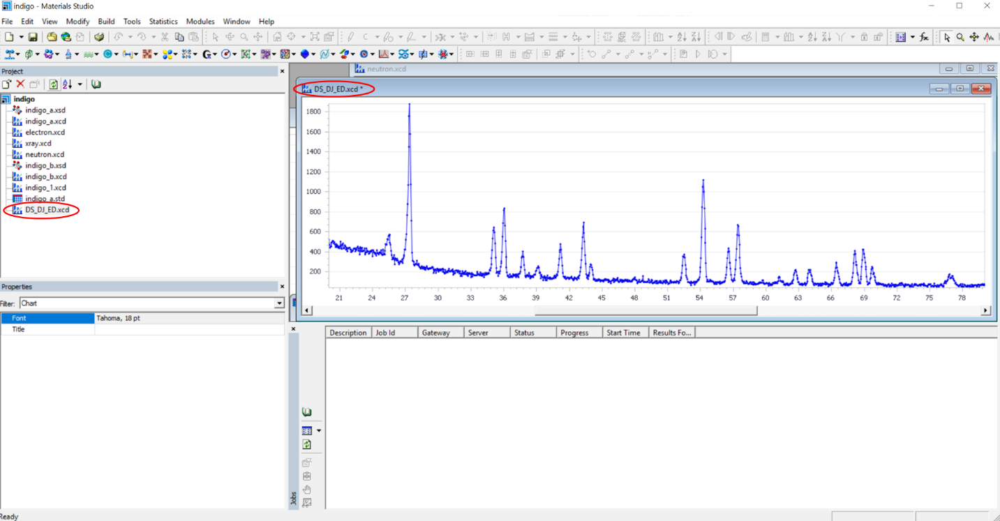 indigo - Materials Studio
File Edit View Modify Build Tools Statistics Modules Window Help
Project
indigo
indigo_a.xsd
indigo_a.xcd
electron.xcd
xray.xcd
neutron.xcd
indigo_b.xsd
indigo_b.xcd
indigo_1.xcd
indigo_a.std
DS_DJ_ED.xcd
Properties
Filter: Chart
Font Tahoma, 18 pt
Title
neutron.xcd
DS_DJ_ED.xcd *
1800
1600
1400
1200
1000
800
600
400
200
21 24 27 30 33 36 39 42 45 48 51 54 57 60 63 66 69 72 75 78
Description Job Id Gateway Server Status Progress Start Time Results Fo...
Jobs
Ready